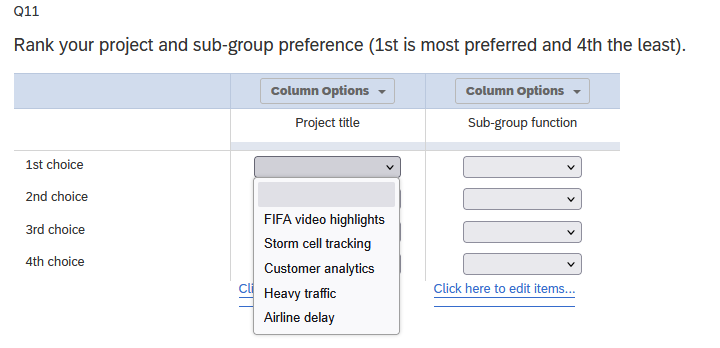 Q11
Rank your project and sub-group preference (1st is most preferred and 4th the least).
Column Options Column Options
Project title Sub-group function
1st choice
2nd choice
3rd choice
4th choice
FIFA video highlights
Storm cell tracking
Customer analytics
Heavy traffic
Airline delay
Cli
Click here to edit items...